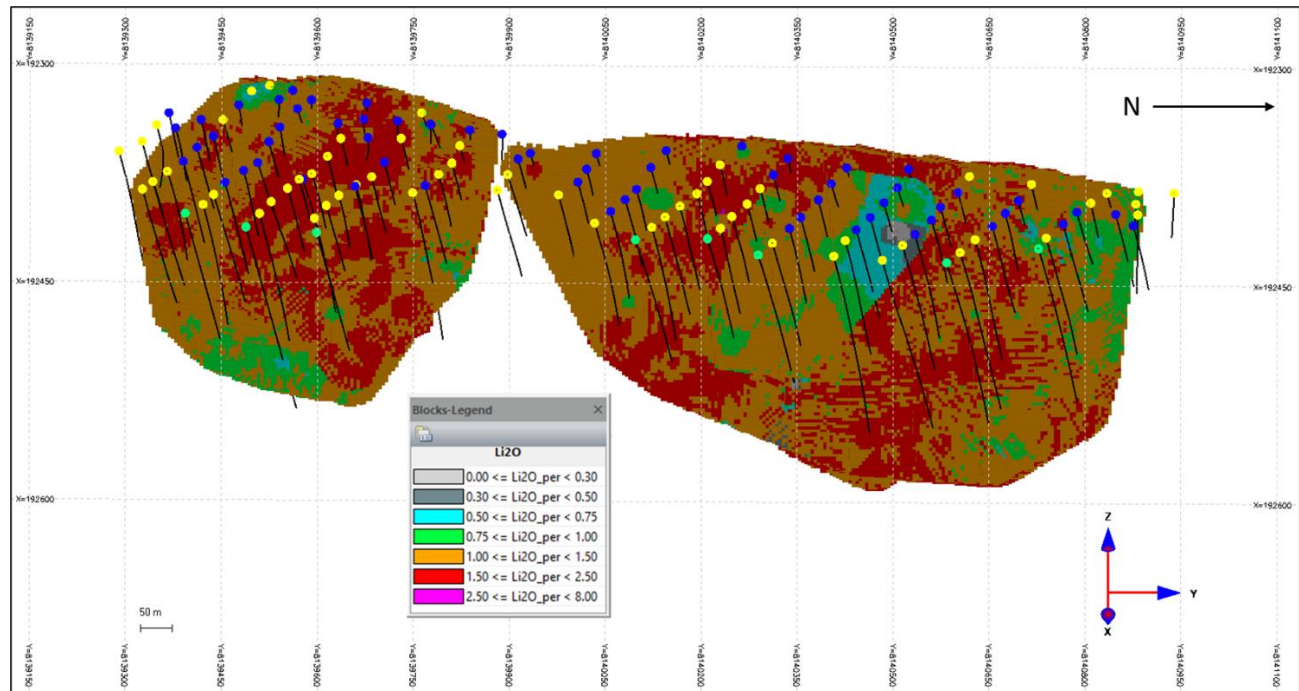 Y=8139150
Y=8139300
Y=8139450
Y=8139600
Y=8139750
Y=8139900
Y=8140050
Y=8140200
Y=8140350
Y=8140500
Y=8140650
Y=8140800
Y=8140950
Y=8141100
X=192300
X=192300
N
X=192450
X=192450
Blocks-Legend
Li2O
0.00 <= Li2O_per < 0.30
0.30 <= Li2O_per < 0.50
0.50 <= Li2O_per < 0.75
0.75 <= Li2O_per < 1.00
1.00 <= Li2O_per < 1.50
1.50 <= Li2O_per < 2.50
2.50 <= Li2O_per < 8.00
X=192600
X=192600
Z
Y
X
50 m
Y=8139150
Y=8139300
Y=8139450
Y=8139600
Y=8139750
Y=8139900
Y=8140050
Y=8140200
Y=8140350
Y=8140500
Y=8140650
Y=8140800
Y=8140950
Y=8141100